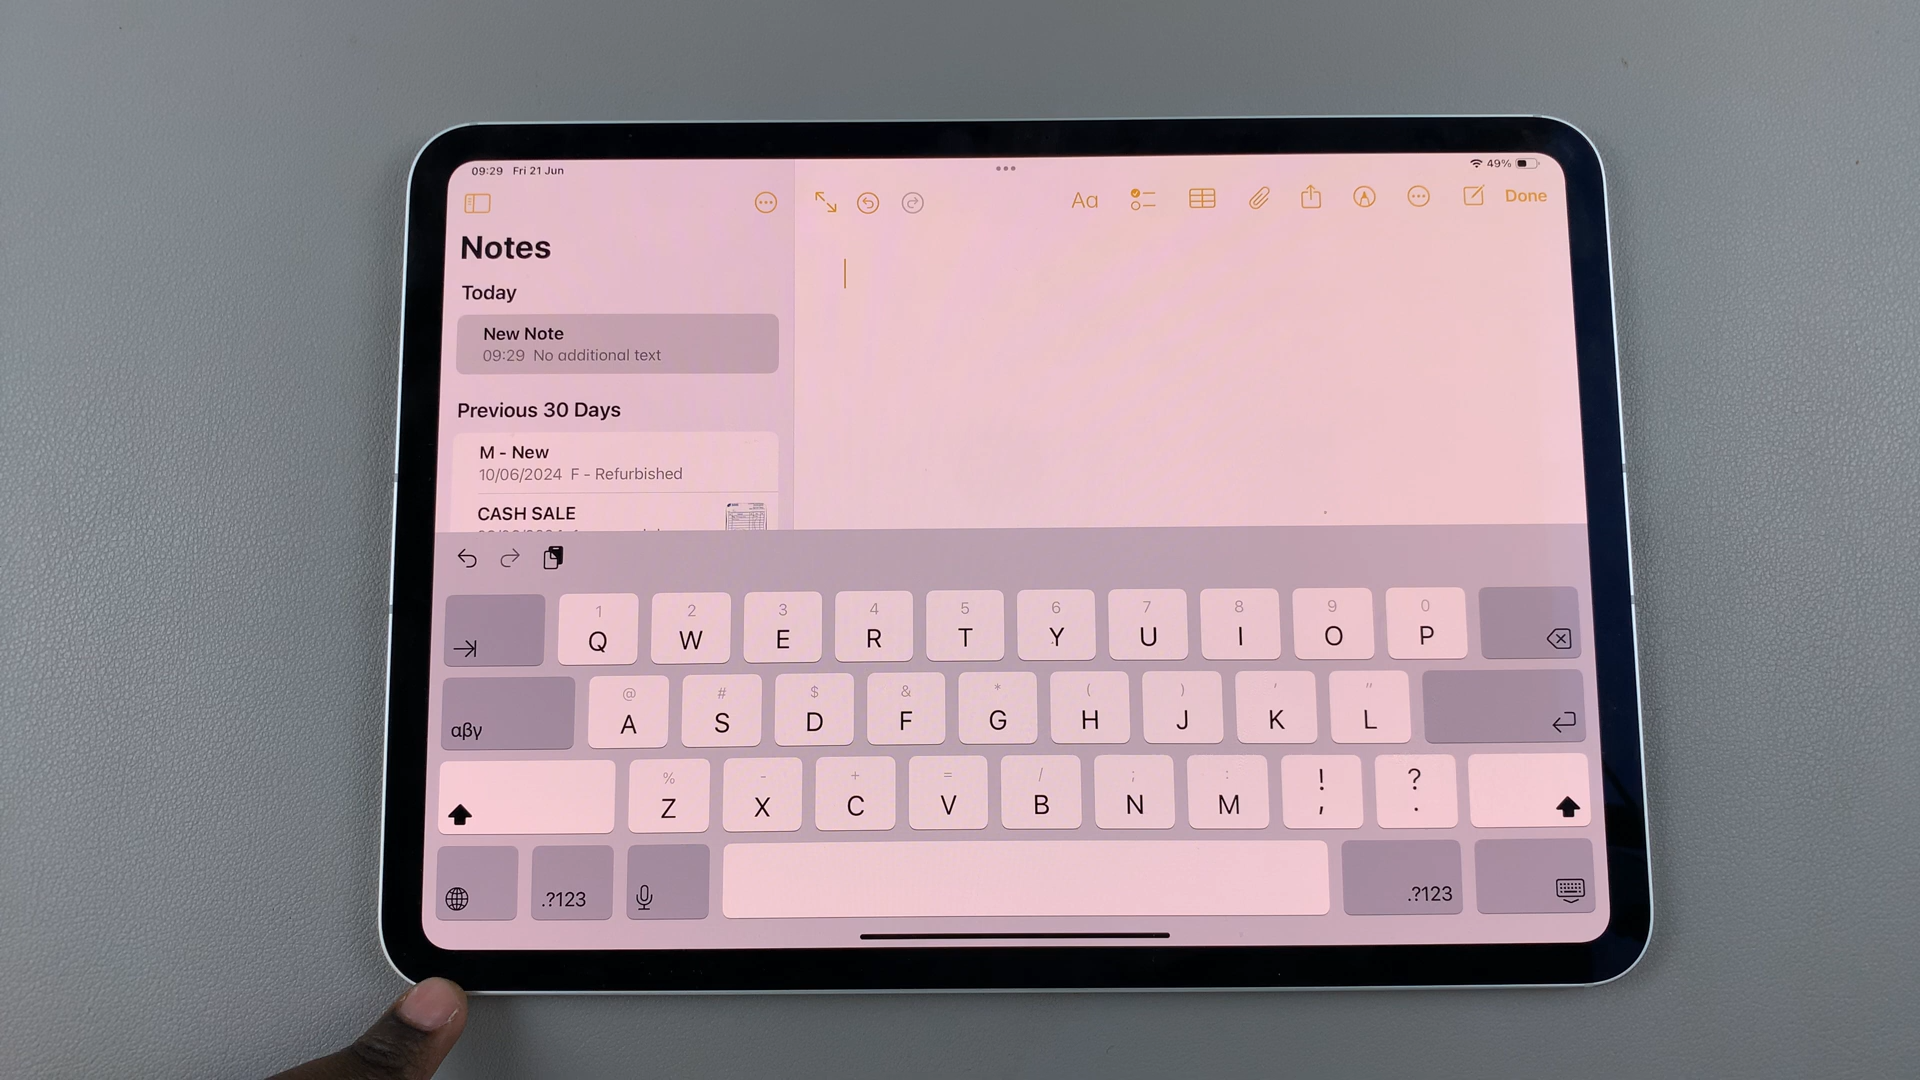 09:29 Fri 21 Jun
49%
Notes
Aa
Done
Today
New Note
09:29 No additional text
Previous 30 Days
M - New
10/06/2024 F - Refurbished
CASH SALE
1 2 3 4 5 6 7 8 9 0
Q W E R T Y U I O P
@ # $ & * ( ) ' "
αβγ A S D F G H J K L
% - + = / ; : ! ?
Z X C V B N M , .
.?123 .?123